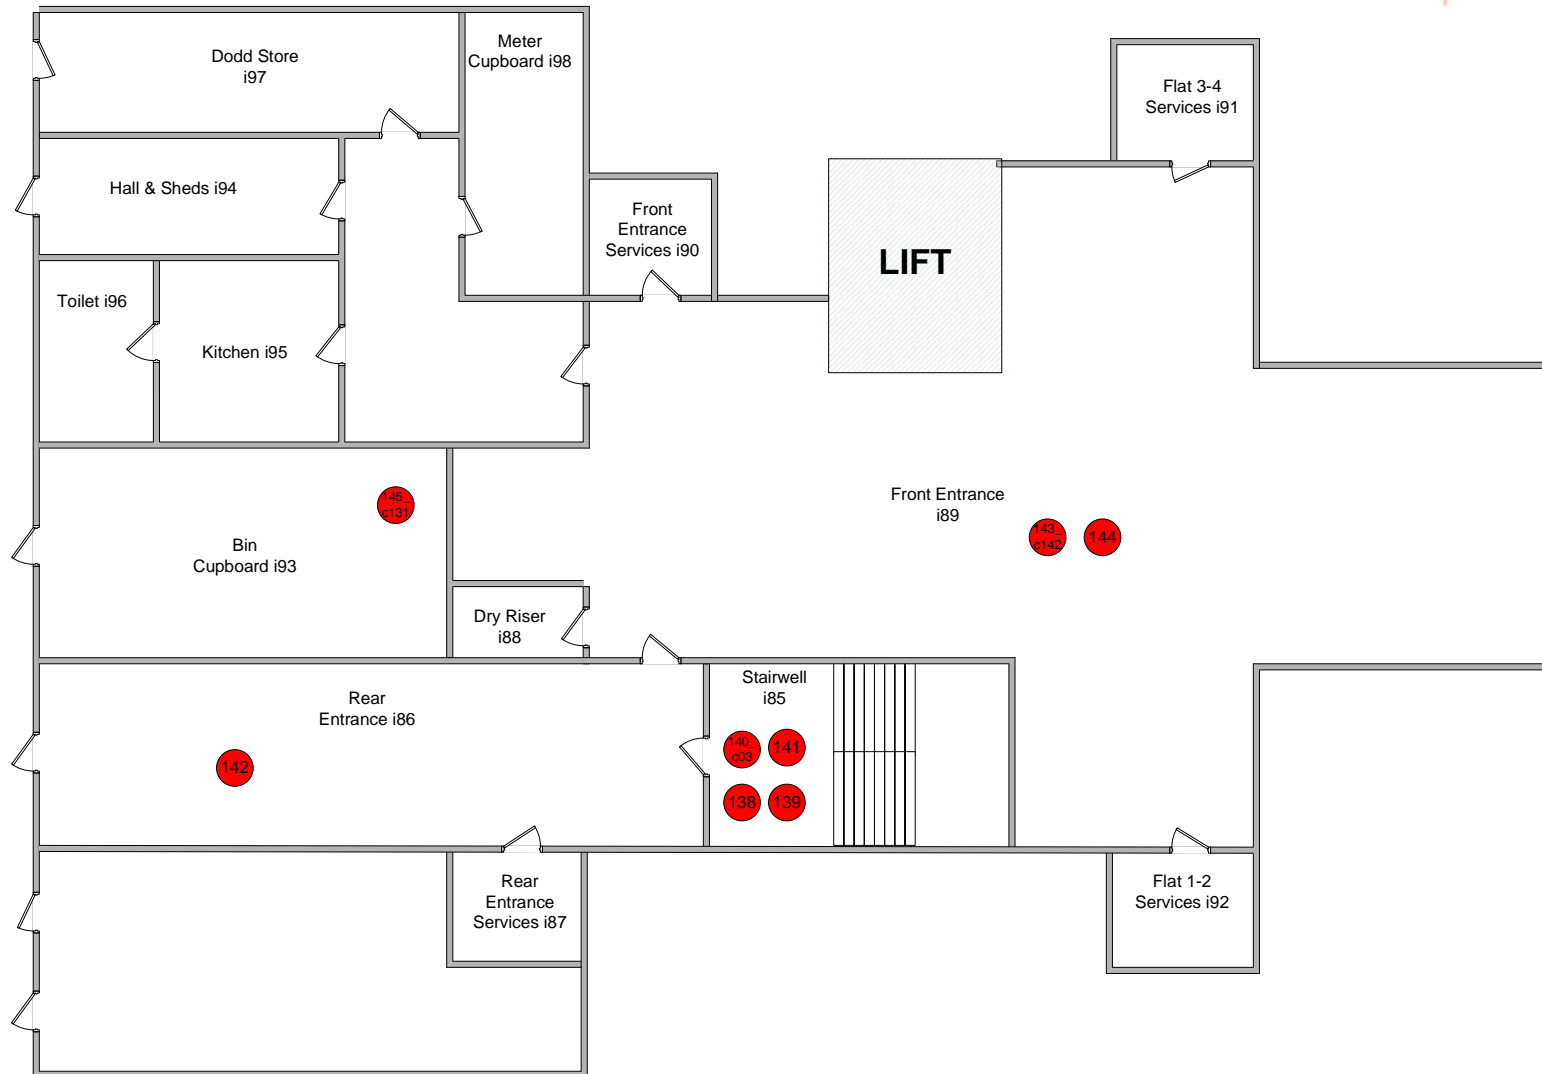 Dodd Store
i97
Meter
Cupboard i98
Flat 3-4
Services i91
Hall & Sheds i94
Front
Entrance
Services i90
LIFT
Toilet i96
Kitchen i95
145_
c131
Front Entrance
i89
143_
c142
144
Bin
Cupboard i93
Dry Riser
i88
Stairwell
i85
Rear
Entrance i86
140_
c03
141
142
138
139
Rear
Entrance
Services i87
Flat 1-2
Services i92